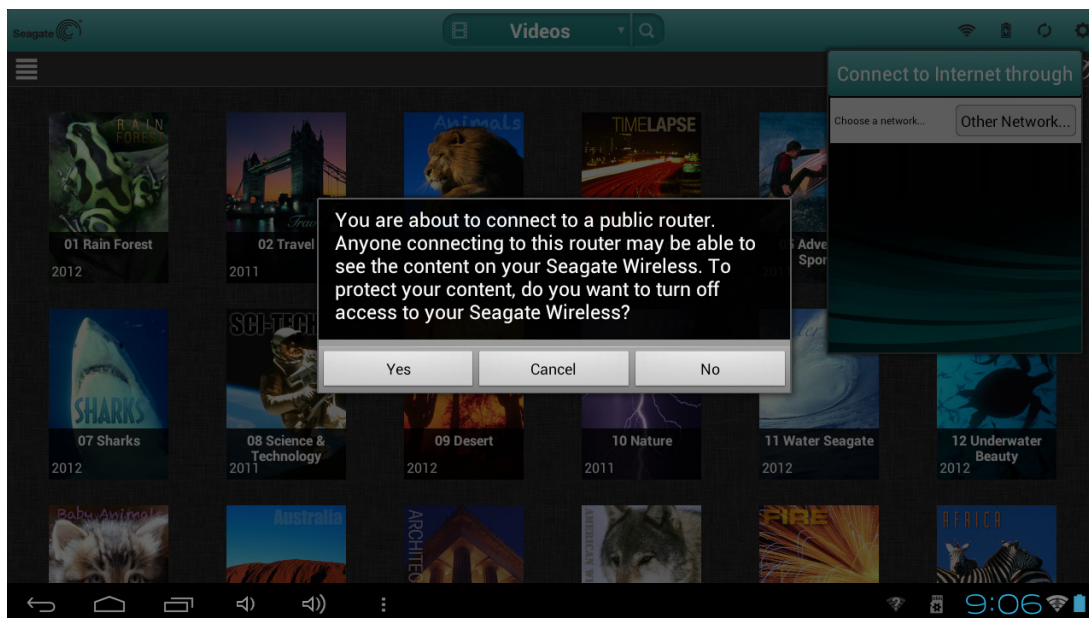 Seagate
Videos
Connect to Internet through
Choose a network...
Other Network...
RAIN
FOREST
Animals
TIMELAPSE
01 Rain Forest
2012
02 Travel
2011
You are about to connect to a public router.
Anyone connecting to this router may be able to
see the content on your Seagate Wireless. To
protect your content, do you want to turn off
access to your Seagate Wireless?
Yes
Cancel
No
SHARKS
07 Sharks
2012
SCI-TECH
08 Science &
Technology
2011
09 Desert
2012
10 Nature
2011
11 Water Seagate
2012
12 Underwater
Beauty
2012
Baby Animals
Australia
FIRE
AFRICA
9:06